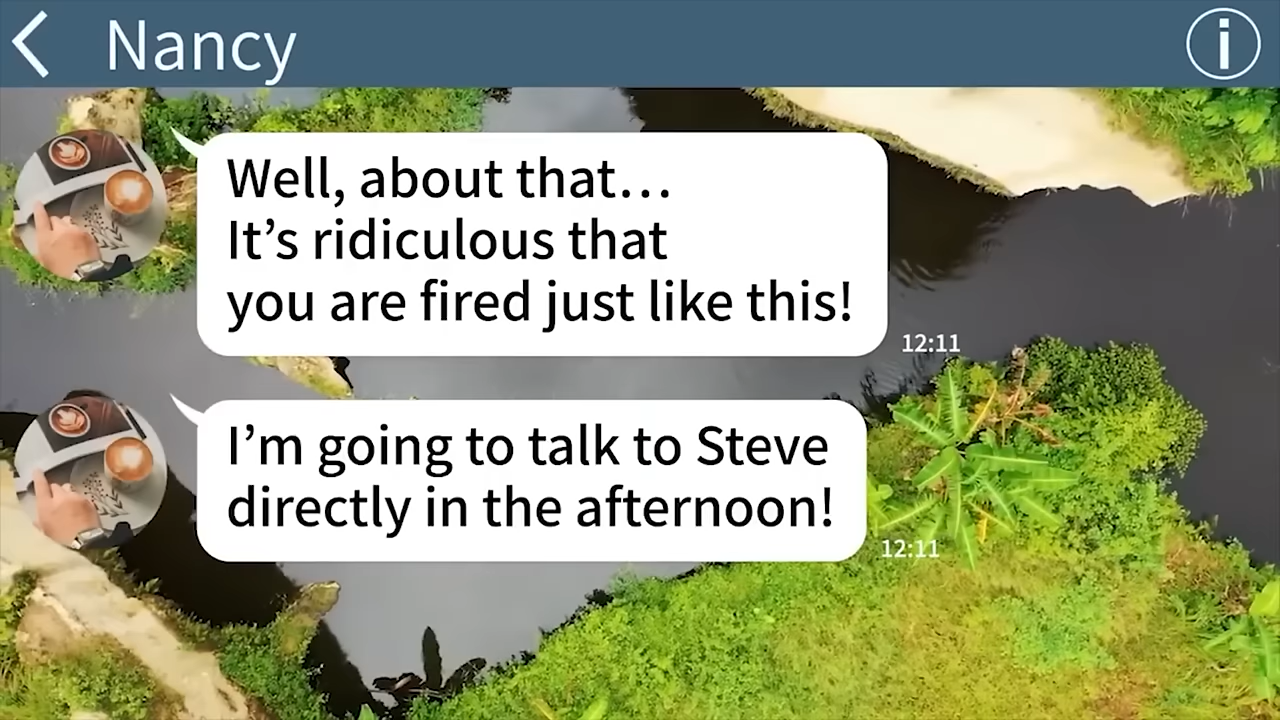 Nancy
i
Well, about that…
It’s ridiculous that
you are fired just like this!
12:11
I’m going to talk to Steve
directly in the afternoon!
12:11